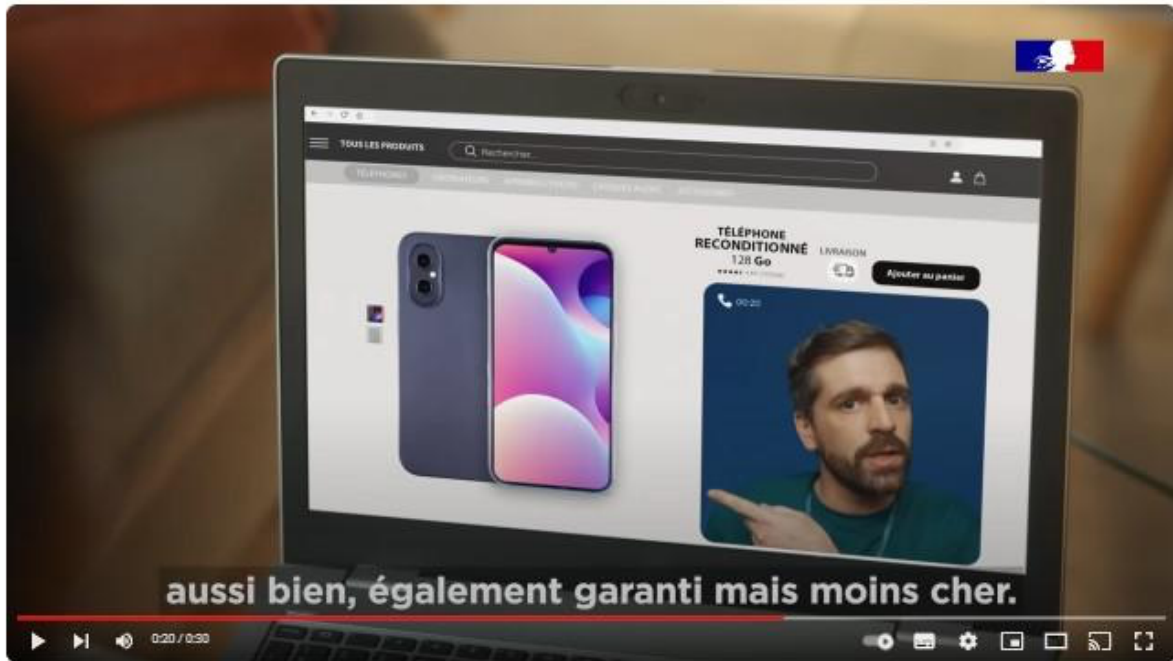 TOUS LES PRODUITS
Rechercher...
TÉLÉPHONES
TÉLÉPHONE
RECONDITIONNÉ
128 Go
LIVRAISON
Ajouter au panier
00:20
aussi bien, également garanti mais moins cher.
0:20 / 0:30